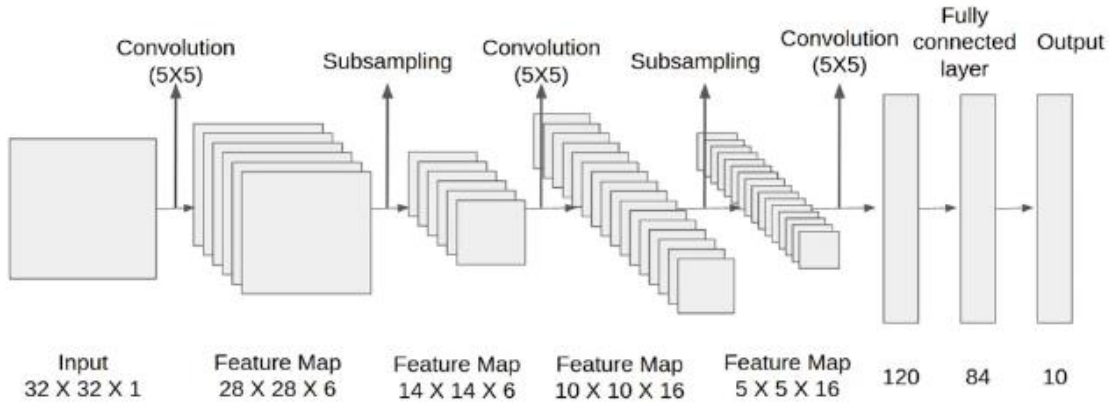 Convolution
(5X5)
Subsampling
Convolution
(5X5)
Subsampling
Convolution
(5X5)
Fully
connected
layer
Output
Input
32 X 32 X 1
Feature Map
28 X 28 X 6
Feature Map
14 X 14 X 6
Feature Map
10 X 10 X 16
Feature Map
5 X 5 X 16
120
84
10